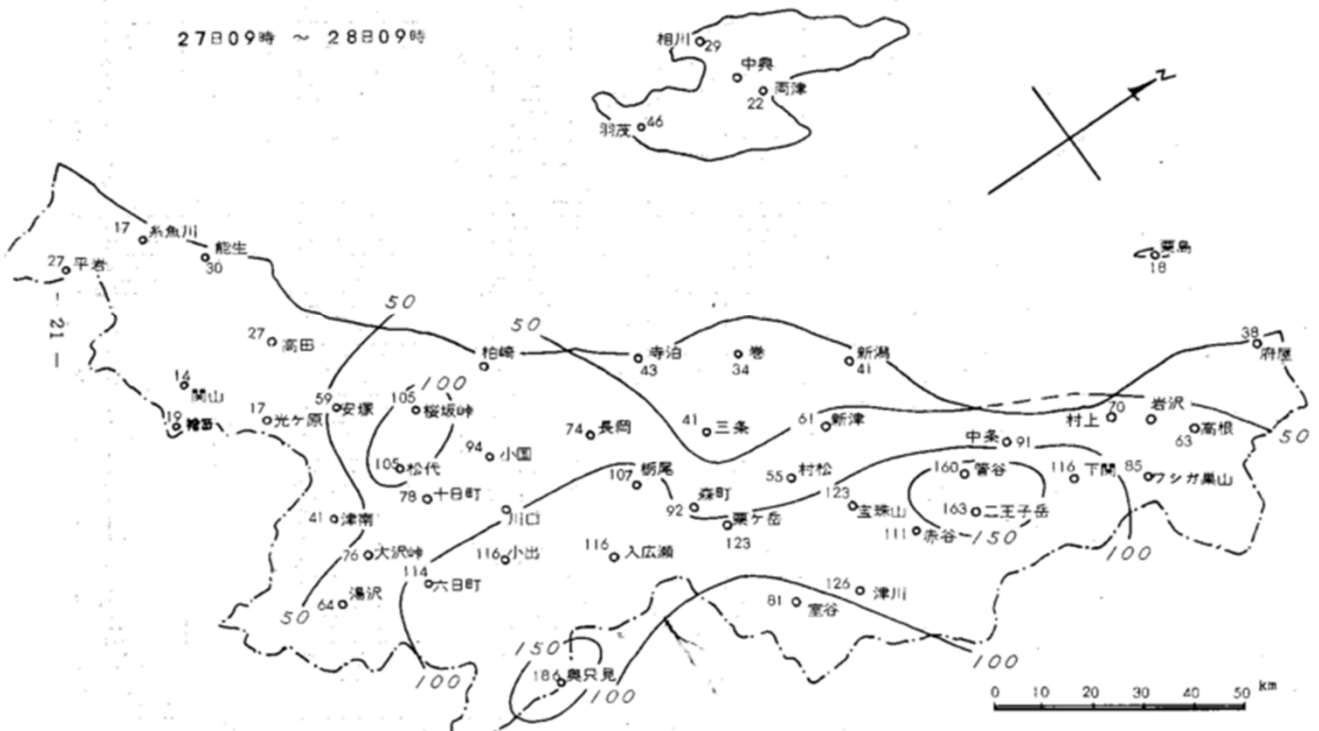 27日09時 ～ 28日09時
相川
29
中興
両津
22
羽茂
46
N
粟島
18
糸魚川
17
能生
30
平岩
27
— 21 —
高田
27
関山
14
19
光ケ原
17
安塚
59
50
柏崎
50
寺泊
43
巻
34
新潟
41
府屋
38
桜坂峠
105
100
松代
105
小国
94
長岡
74
三条
41
新津
61
中条
91
村上
70
岩沢
高根
63
50
十日町
78
津南
41
川口
栃尾
107
森町
92
粟ケ岳
123
村松
55
宝珠山
123
管谷
160
二王子岳
163
赤谷
111
150
下関
116
ワシガ巣山
85
100
大沢峠
76
湯沢
64
50
六日町
114
小出
116
入広瀬
116
室谷
81
津川
126
100
100
150
奥只見
186
100
0 10 20 30 40 50 km